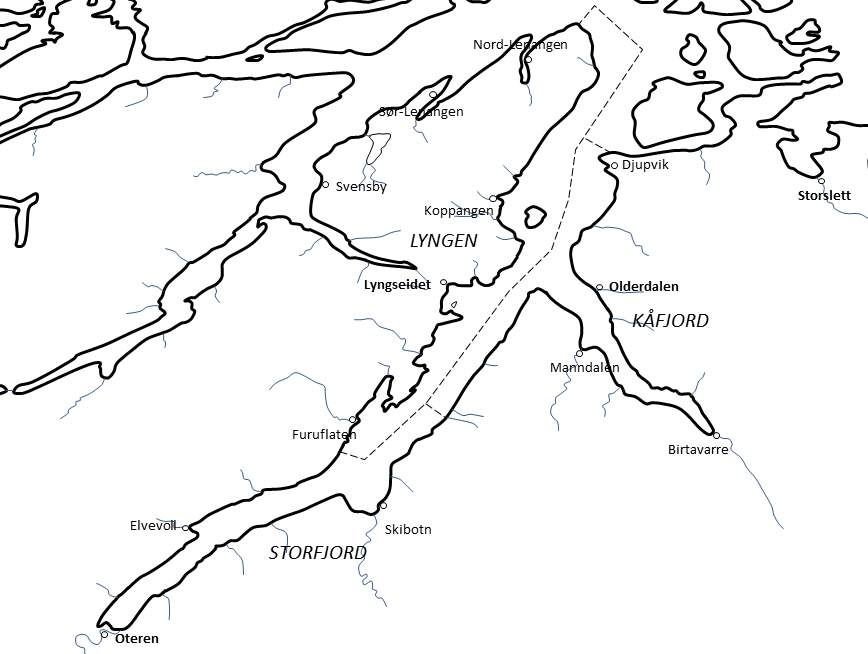 Nord-Lenangen
Sør-Lenangen
Djupvik
Svensby
Storslett
Koppangen
LYNGEN
Lyngseidet
Olderdalen
KÅFJORD
Manndalen
Furuflaten
Birtavarre
Elvevoll
Skibotn
STORFJORD
Oteren